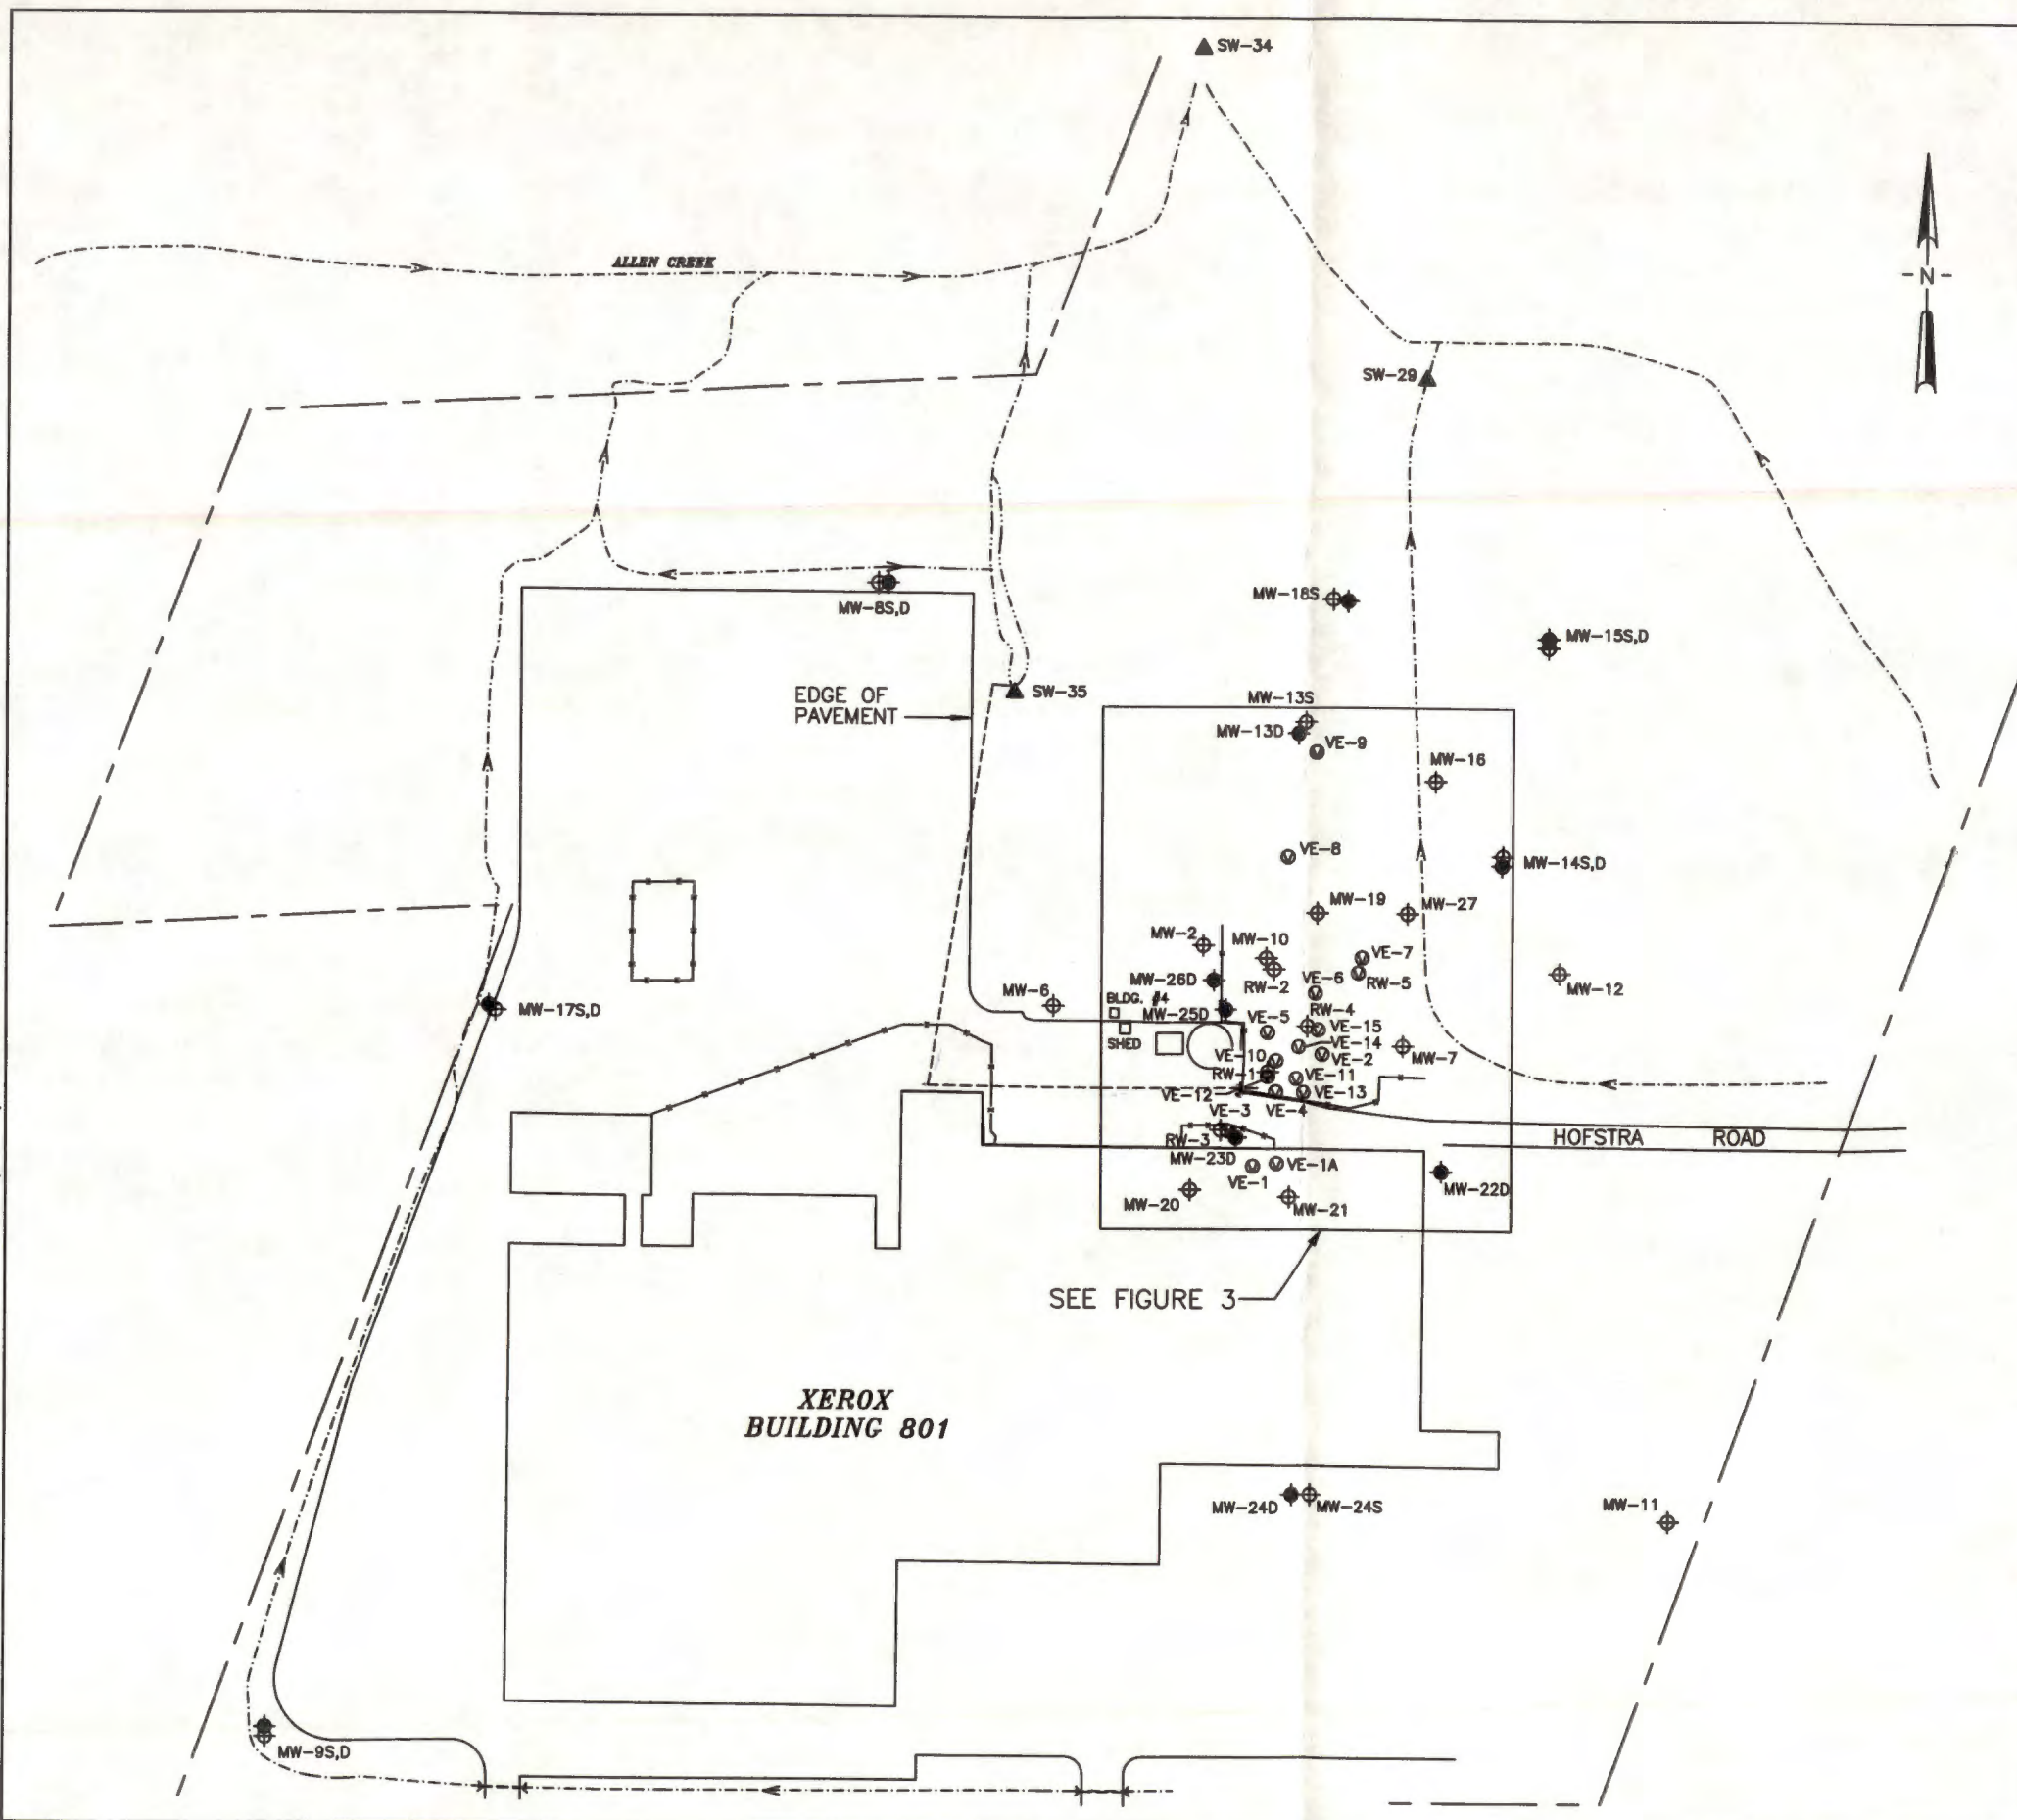 SW-34
ALLEN CREEK
-N-
SW-29
MW-8S,D
MW-18S
MW-15S,D
EDGE OF
PAVEMENT
SW-35
MW-13S
MW-13D
VE-9
MW-16
VE-8
MW-14S,D
MW-19
MW-27
MW-2
MW-10
VE-7
MW-26D
VE-6
RW-5
MW-12
RW-2
MW-6
BLDG. #4
MW-25D
RW-4
MW-17S,D
VE-5
VE-15
SHED
VE-14
MW-7
VE-10
VE-2
RW-1
VE-11
VE-12
VE-13
VE-3
VE-4
RW-3
HOFSTRA ROAD
MW-23D
VE-1A
VE-1
MW-22D
MW-20
MW-21
SEE FIGURE 3
XEROX
BUILDING 801
MW-24D
MW-24S
MW-11
MW-9S,D